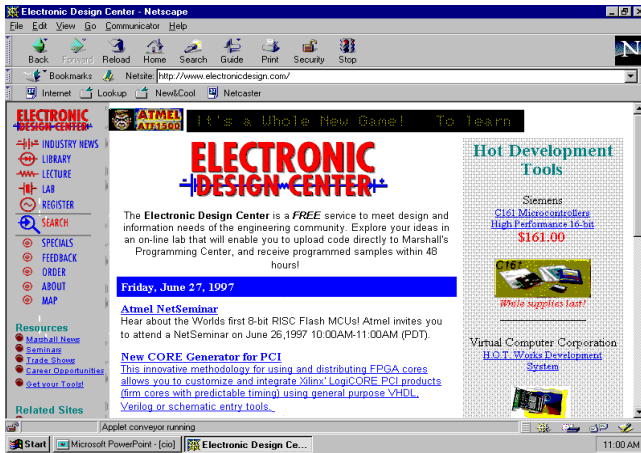 Electronic Design Center - Netscape
File Edit View Go Communicator Help
Back Forward Reload Home Search Guide Print Security Stop
N
Bookmarks Netsite: http://www.electronicdesign.com/
Internet Lookup New&Cool Netcaster
ELECTRONIC
DESIGN CENTER
INDUSTRY NEWS
LIBRARY
LECTURE
LAB
REGISTER
SEARCH
SPECIALS
FEEDBACK
ORDER
ABOUT
MAP
Resources
Marshall News
Seminars
Trade Shows
Career Opportunities
Get your Tools!
Related Sites
ATMEL
ATF1500
It's a Whole New Game! To learn
ELECTRONIC
DESIGN CENTER
The Electronic Design Center is a FREE service to meet design and
information needs of the engineering community. Explore your ideas in
an on-line lab that will enable you to upload code directly to Marshall's
Programming Center, and receive programmed samples within 48
hours!
Friday, June 27, 1997
Atmel NetSeminar
Hear about the Worlds first 8-bit RISC Flash MCUs! Atmel invites you
to attend a NetSeminar on June 26,1997 10:00AM-11:00AM (PDT).
New CORE Generator for PCI
This innovative methodology for using and distributing FPGA cores
allows you to customize and integrate Xilinx' LogiCORE PCI products
(firm cores with predictable timing) using general purpose VHDL,
Verilog or schematic entry tools.
Hot Development
Tools
Siemens
C161 Microcontrollers
High Performance 16-bit
$161.00
C161
While supplies last!
Virtual Computer Corporation
H.O.T. Works Development
System
Applet conveyor running
Start Microsoft PowerPoint - [cio] Electronic Design Ce... 11:00 AM